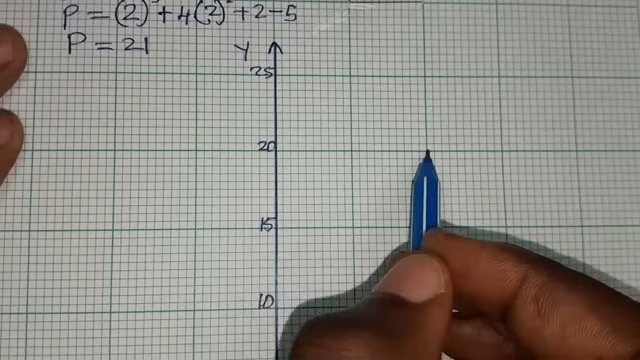 P = (2)³ + 4(2)² + 2 - 5
P = 21
Y
25
20
15
10